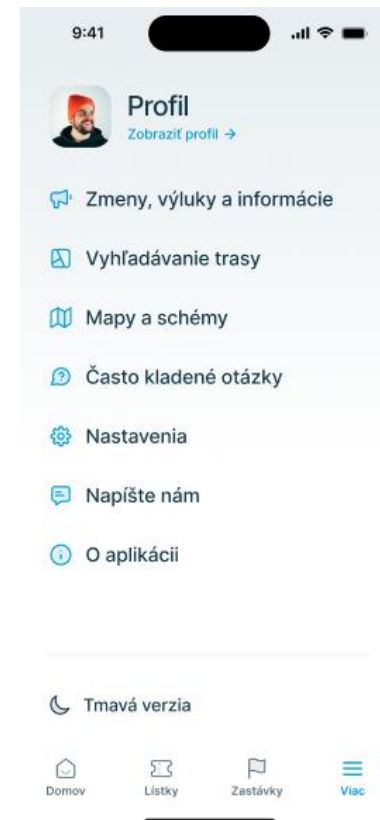 9:41
Profil
Zobraziť profil →
Zmeny, výluky a informácie
Vyhľadávanie trasy
Mapy a schémy
Často kladené otázky
Nastavenia
Napíšte nám
O aplikácii
Tmavá verzia
Domov Lístky Zastávky Viac